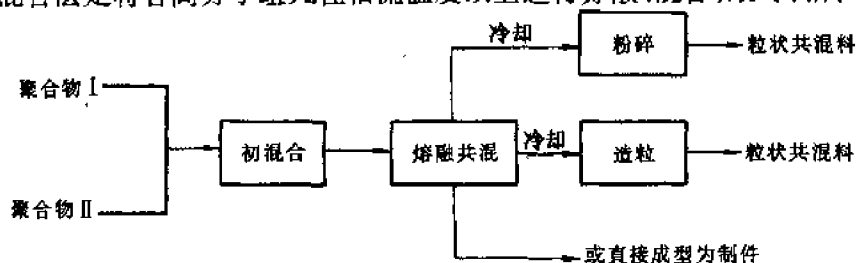 冷却
粉碎
粒状共混料
聚合物Ⅰ
初混合
熔融共混
冷却
造粒
粒状共混料
聚合物Ⅱ
或直接成型为制件